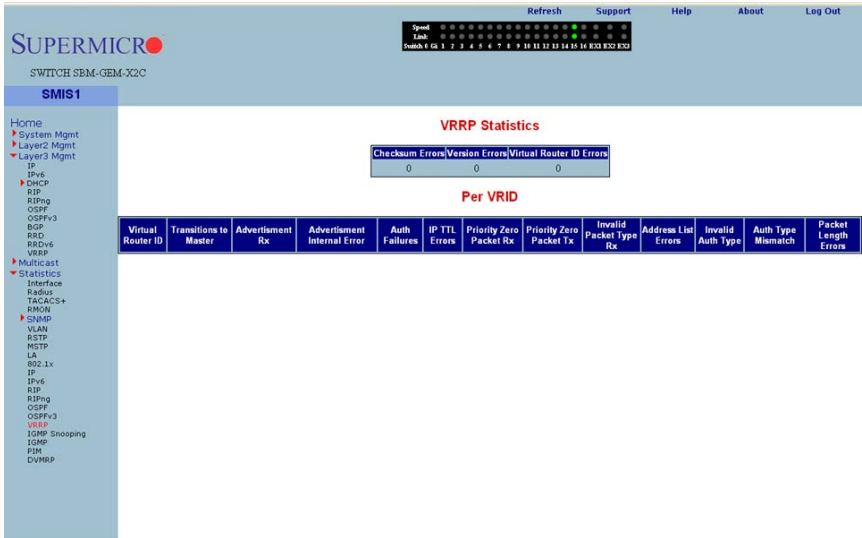 Refresh Support Help About Log Out
SUPERMICRO
Speed
Link
Switch 0 Gi 1 2 3 4 5 6 7 8 9 10 11 12 13 14 15 16 EX1 EX2 EX3
SWITCH SBM-GEM-X2C
SMIS1
Home
System Mgmt
Layer2 Mgmt
Layer3 Mgmt
IP
IPv6
DHCP
RIP
RIPng
OSPF
OSPFv3
BGP
RRD
RRDv6
VRRP
Multicast
Statistics
Interface
Radius
TACACS+
RMON
SNMP
VLAN
RSTP
MSTP
LA
802.1x
IP
IPv6
RIP
RIPng
OSPF
OSPFv3
VRRP
IGMP Snooping
IGMP
PIM
DVMRP
VRRP Statistics
Checksum Errors Version Errors Virtual Router ID Errors
0 0 0
Per VRID
Virtual Router ID Transitions to Master Advertisment Rx Advertisment Internal Error Auth Failures IP TTL Errors Priority Zero Packet Rx Priority Zero Packet Tx Invalid Packet Type Rx Address List Errors Invalid Auth Type Auth Type Mismatch Packet Length Errors